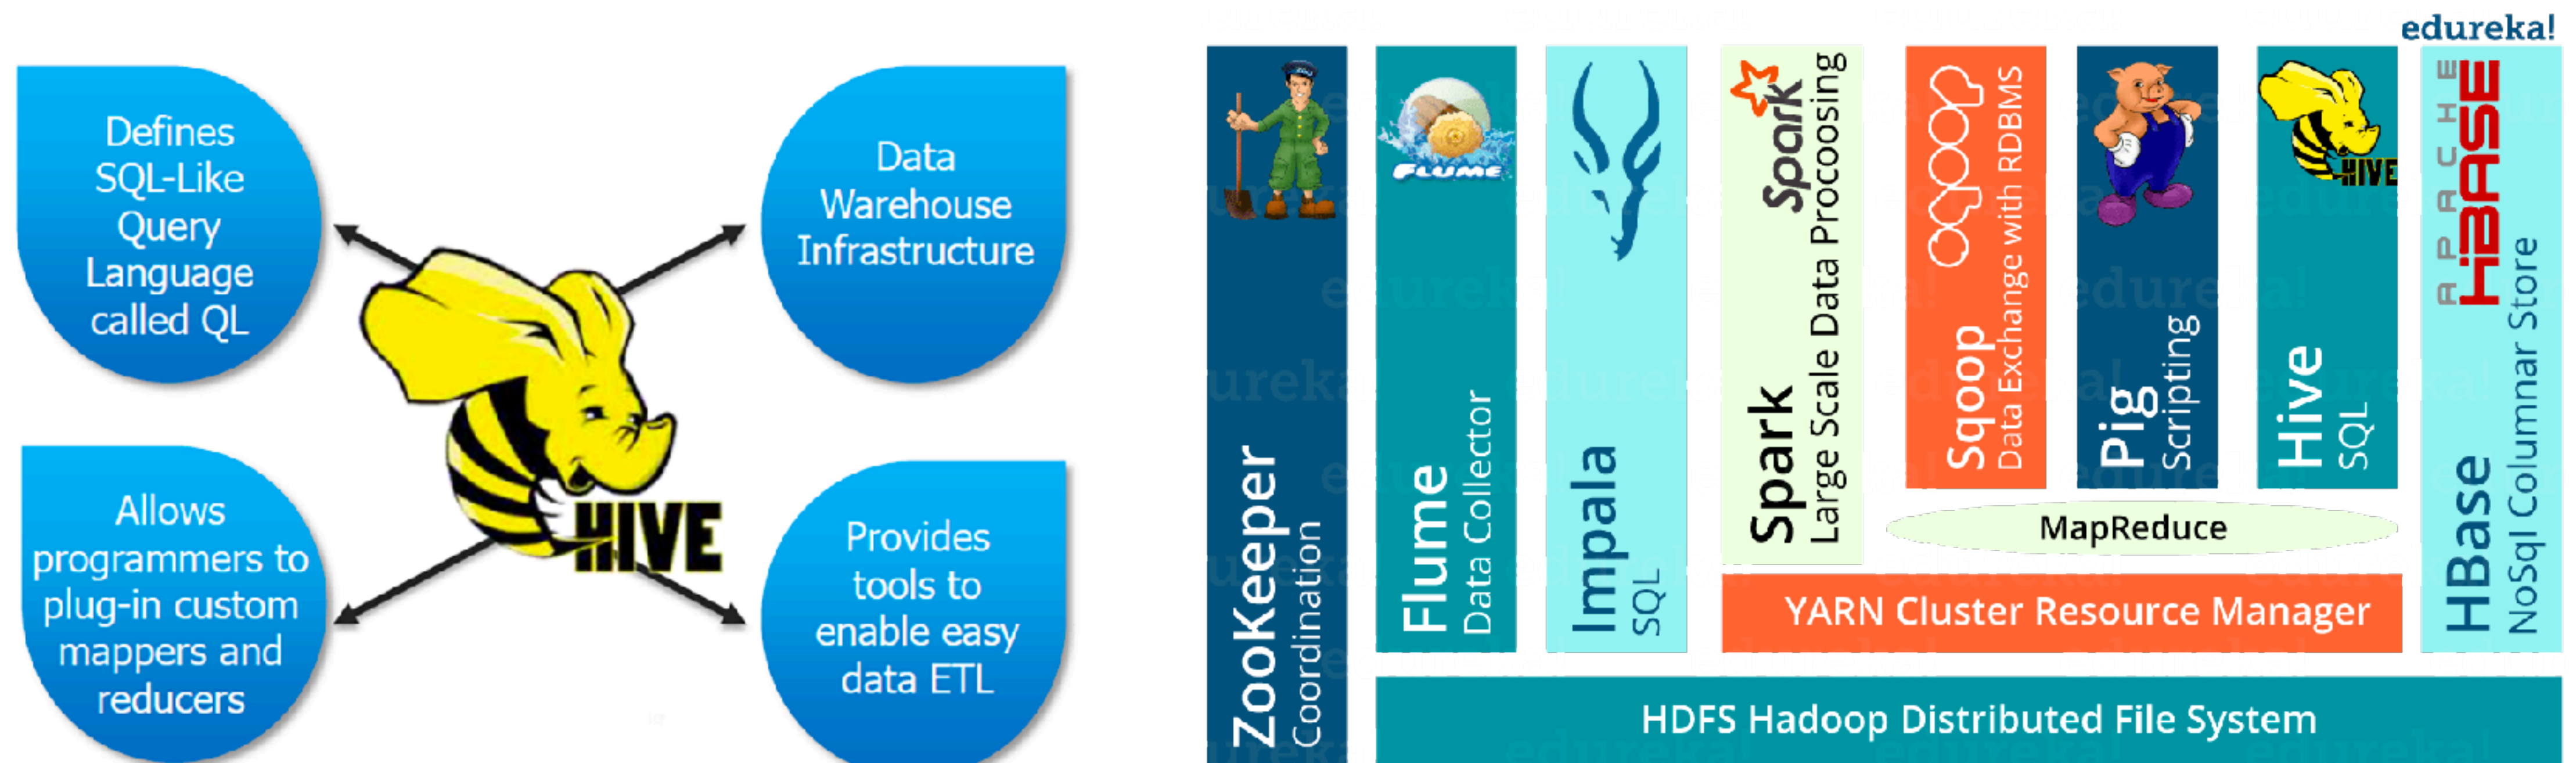 Defines
SQL-Like
Query
Language
called QL
Data
Warehouse
Infrastructure
HIVE
Allows
programmers to
plug-in custom
mappers and
reducers
Provides
tools to
enable easy
data ETL
edureka!
ZooKeeper
Coordination
FLUME
Flume
Data Collector
Impala
SQL
Spark
Spark
Large Scale Data Procoosing
sqoop
Sqoop
Data Exchange with RDBMS
Pig
Scripting
HIVE
Hive
SQL
APACHE
HBASE
HBase
NoSql Columnar Store
MapReduce
YARN Cluster Resource Manager
HDFS Hadoop Distributed File System